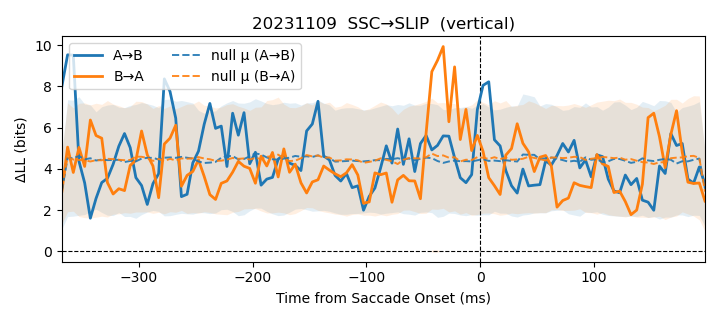 20231109  SSC→SLIP  (vertical)
A→B
B→A
null μ (A→B)
null μ (B→A)
ΔLL (bits)
10
8
6
4
2
0
−300
−200
−100
0
100
Time from Saccade Onset (ms)